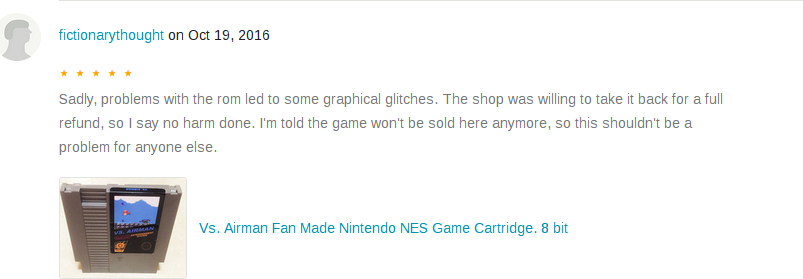 fictionarythought on Oct 19, 2016
Sadly, problems with the rom led to some graphical glitches. The shop was willing to take it back for a full
refund, so I say no harm done. I'm told the game won't be sold here anymore, so this shouldn't be a
problem for anyone else.
VS. AIRMAN
Vs. Airman Fan Made Nintendo NES Game Cartridge. 8 bit